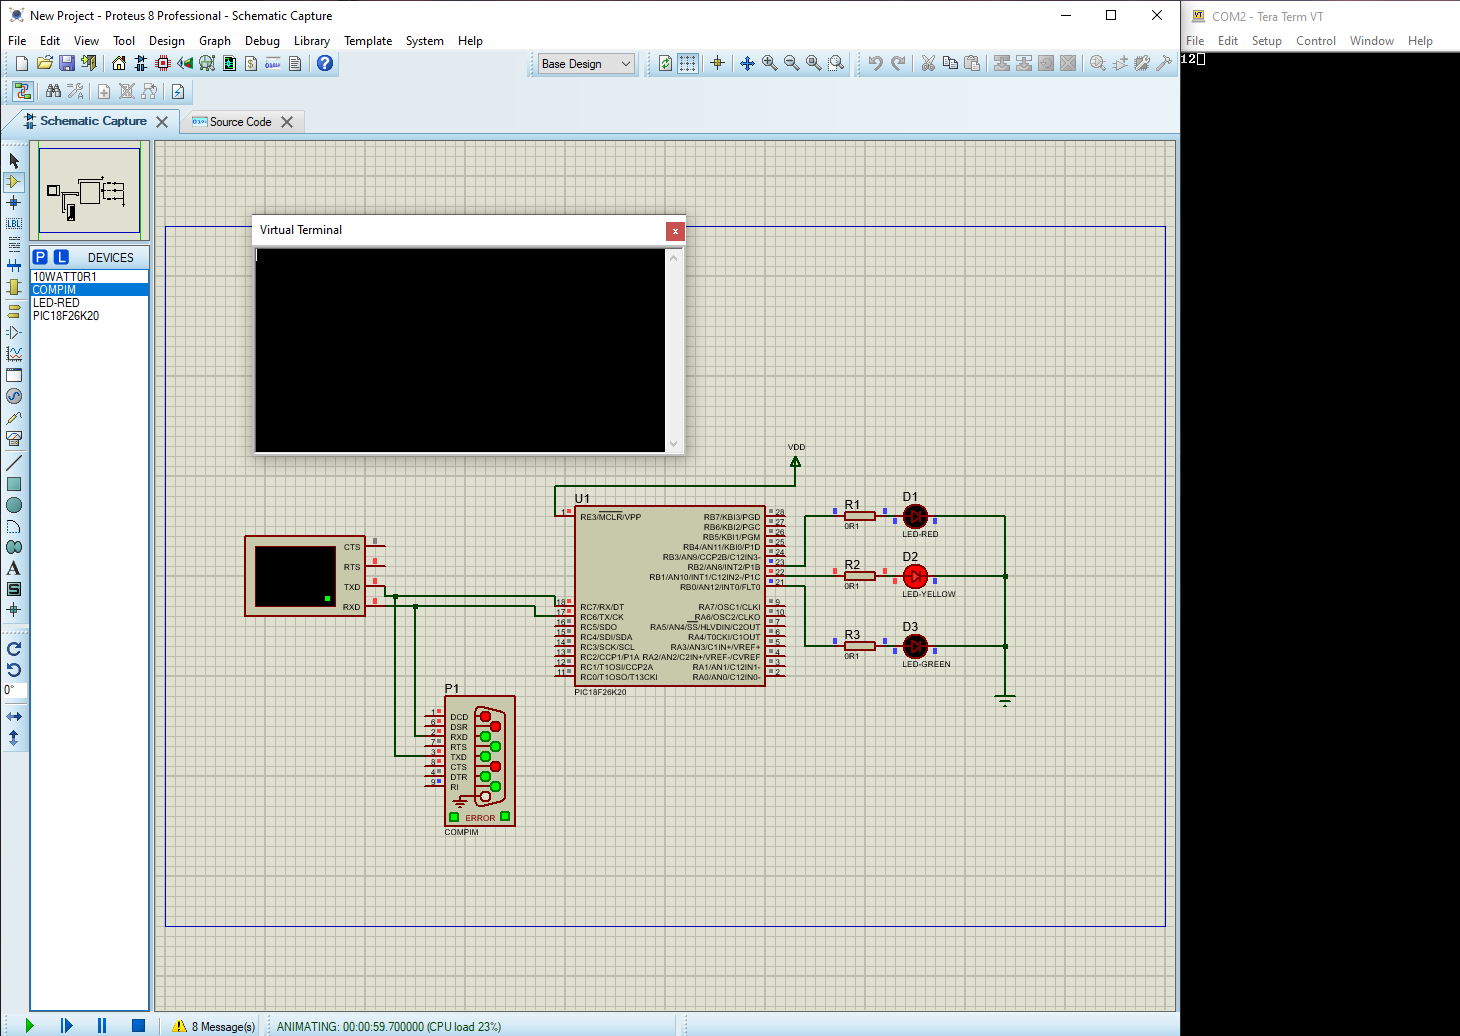 New Project - Proteus 8 Professional - Schematic Capture
File Edit View Tool Design Graph Debug Library Template System Help
Base Design
Schematic Capture
Source Code
P L DEVICES
10WATT0R1
COMPIM
LED-RED
PIC18F26K20
LBL
A
S
0°
Virtual Terminal
VDD
U1
1 RE3/MCLR/VPP
RC7/RX/DT
RC6/TX/CK
RC5/SDO
RC4/SDI/SDA
RC3/SCK/SCL
RC2/CCP1/P1A
RC1/T1OSI/CCP2A
RC0/T1OSO/T13CKI
18
17
16
15
14
13
12
11
RB7/KBI3/PGD 28
RB6/KBI2/PGC 27
RB5/KBI1/PGM 26
RB4/AN11/KBI0/P1D 25
RB3/AN9/CCP2B/C12IN3- 24
RB2/AN8/INT2/P1B 23
RB1/AN10/INT1/C12IN2-/P1C 22
RB0/AN12/INT0/FLT0 21
RA7/OSC1/CLKI 9
RA6/OSC2/CLKO 10
RA5/AN4/SS/HLVDIN/C2OUT 7
RA4/T0CKI/C1OUT 6
RA3/AN3/C1IN+/VREF+ 5
RA2/AN2/C2IN+/VREF-/CVREF 4
RA1/AN1/C12IN1- 3
RA0/AN0/C12IN0- 2
PIC18F26K20
R1
0R1
D1
LED-RED
R2
0R1
D2
LED-YELLOW
R3
0R1
D3
LED-GREEN
CTS
RTS
TXD
RXD
P1
1 DCD
6 DSR
2 RXD
7 RTS
3 TXD
8 CTS
4 DTR
9 RI
ERROR
COMPIM
8 Message(s)
ANIMATING: 00:00:59.700000 (CPU load 23%)
COM2 - Tera Term VT
File Edit Setup Control Window Help
12